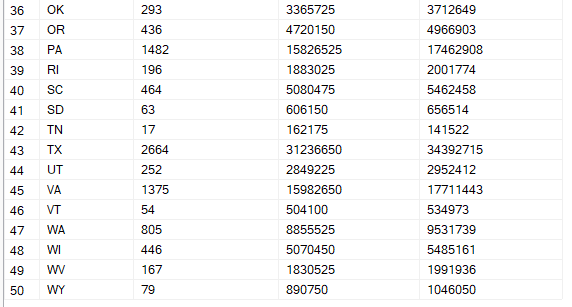 36 OK 293 3365725 3712649
37 OR 436 4720150 4966903
38 PA 1482 15826525 17462908
39 RI 196 1883025 2001774
40 SC 464 5080475 5462458
41 SD 63 606150 656514
42 TN 17 162175 141522
43 TX 2664 31236650 34392715
44 UT 252 2849225 2952412
45 VA 1375 15982650 17711443
46 VT 54 504100 534973
47 WA 805 8855525 9531739
48 WI 446 5070450 5485161
49 WV 167 1830525 1991936
50 WY 79 890750 1046050